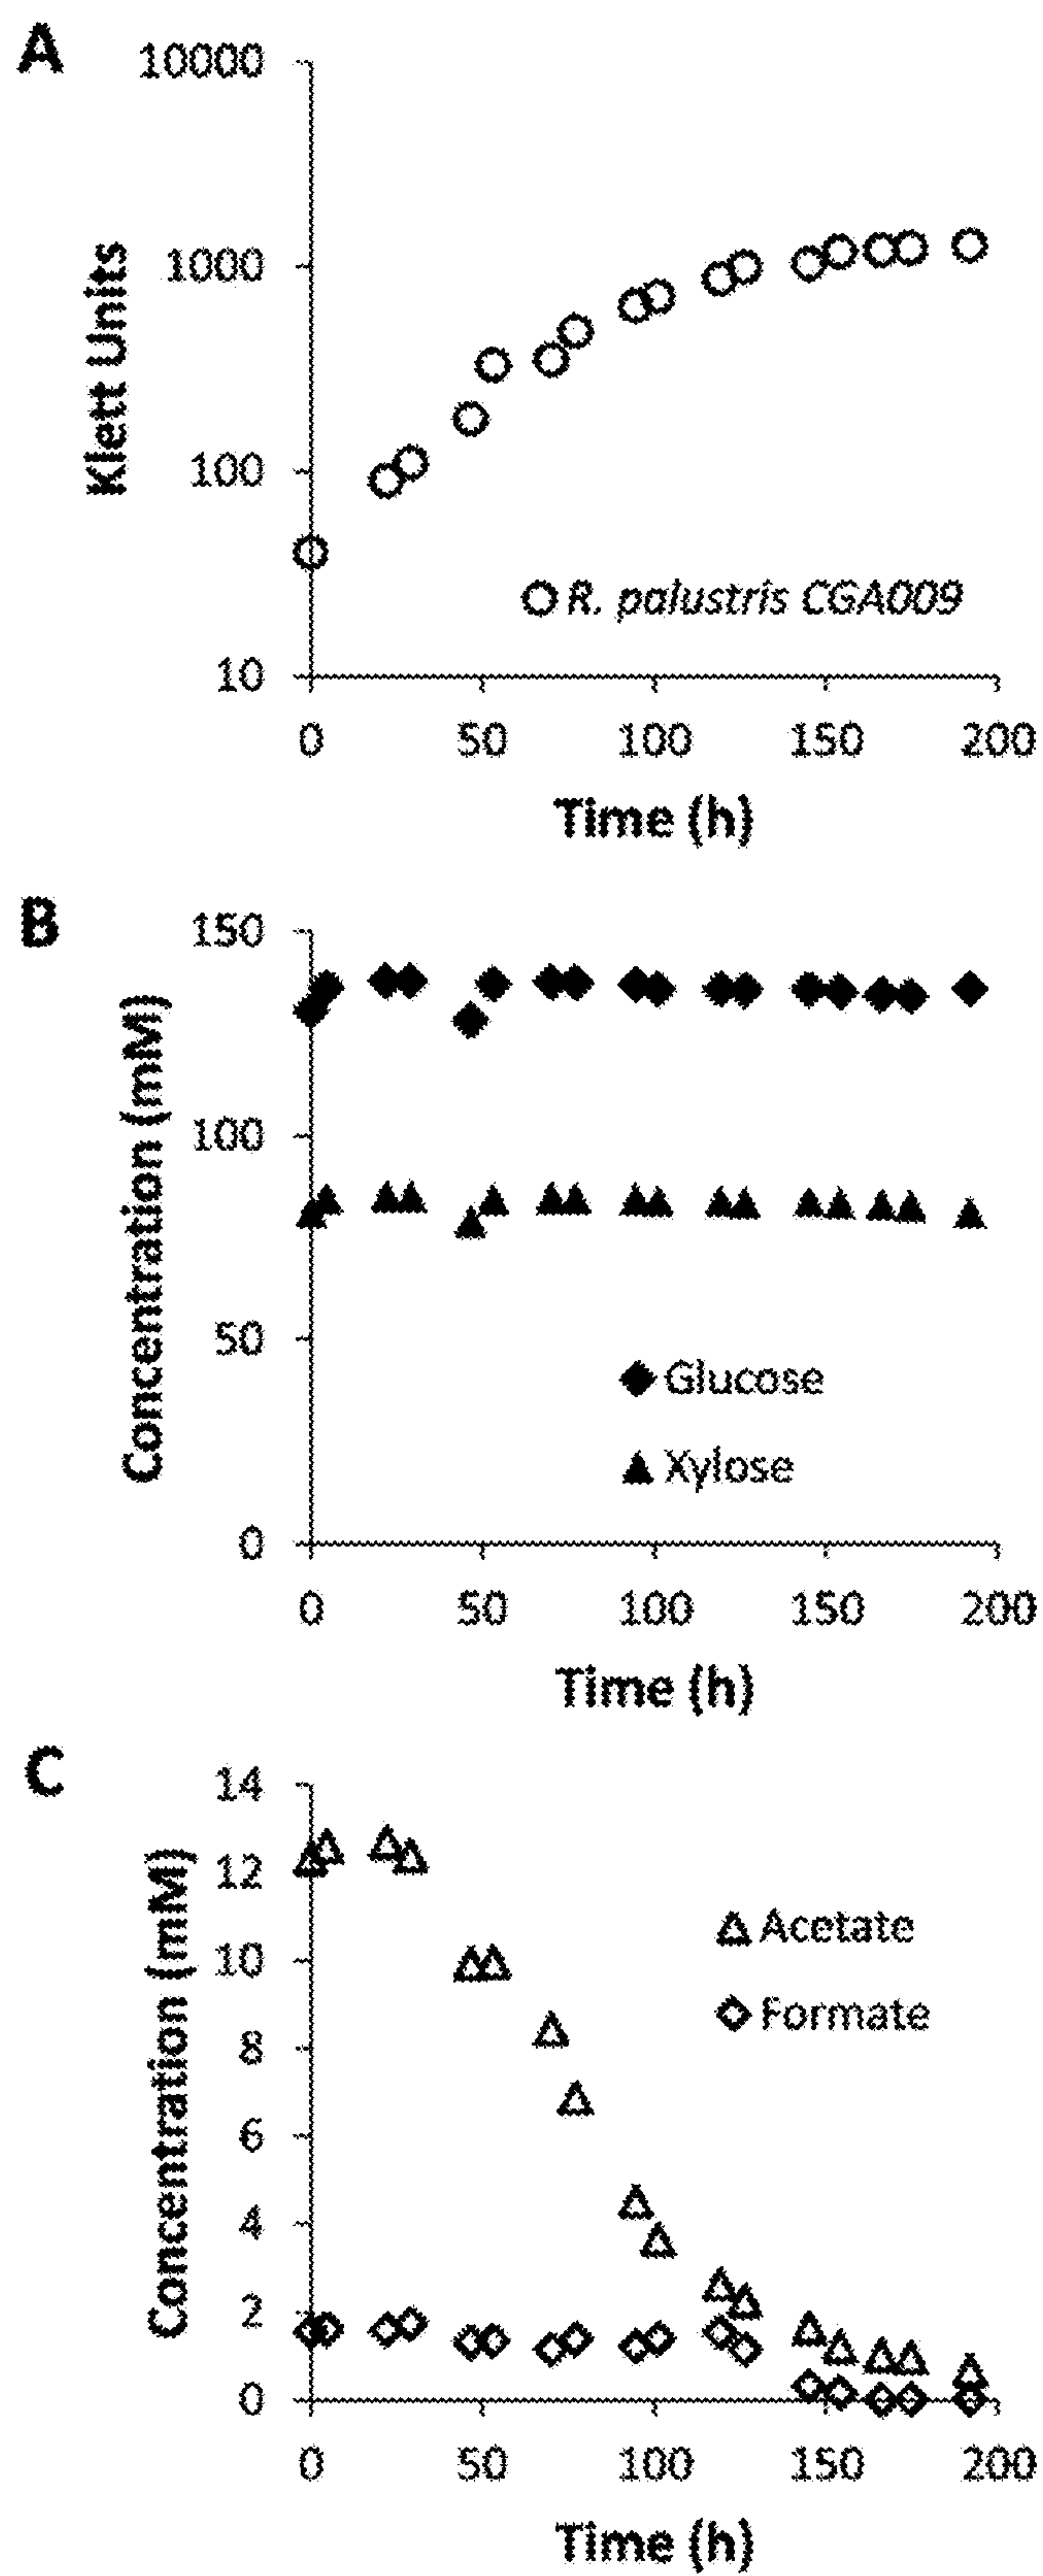 A
10000
1000
100
10
Klett Units
R. palustris CGA009
0 50 100 150 200
Time (h)
B
150
100
50
0
Concentration (mM)
Glucose
Xylose
0 50 100 150 200
Time (h)
C
14
12
10
8
6
4
2
0
Concentration (mM)
Acetate
Formate
0 50 100 150 200
Time (h)